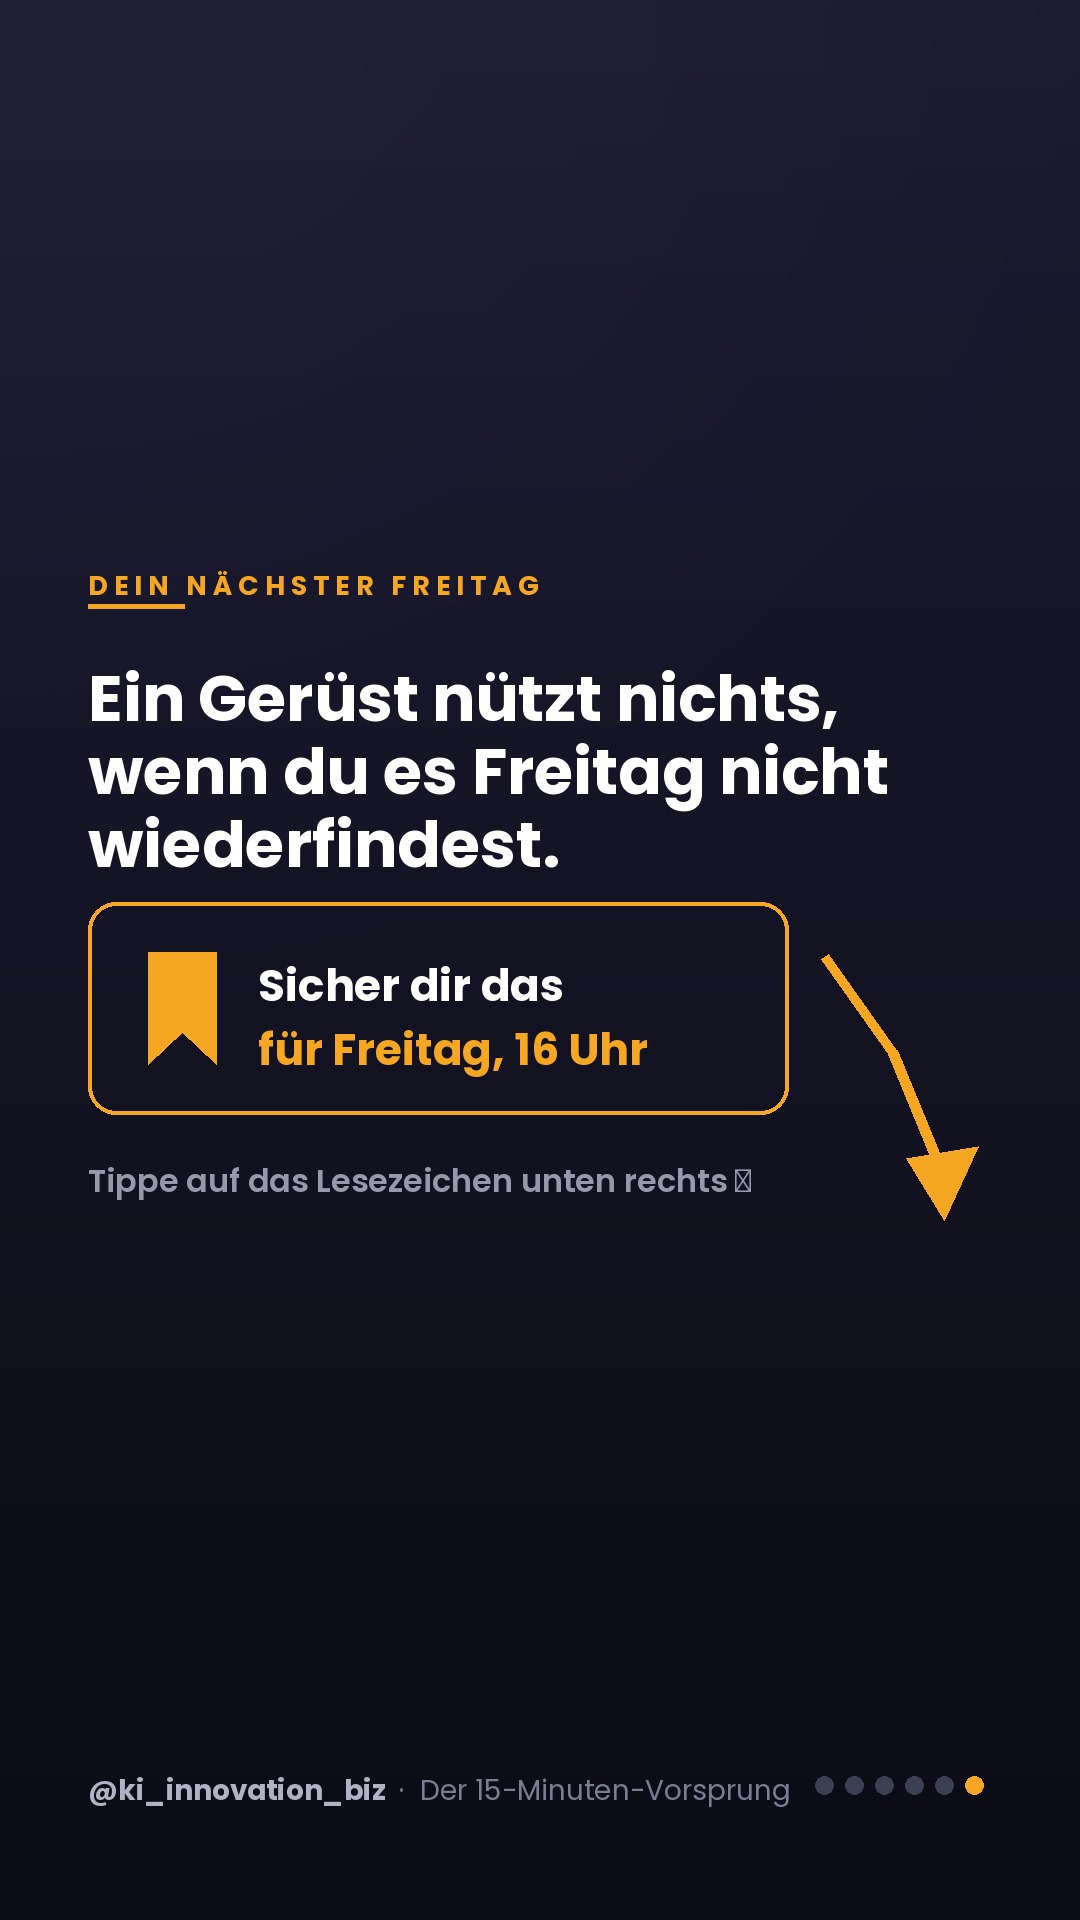 DEIN NÄCHSTER FREITAG
Ein Gerüst nützt nichts,
wenn du es Freitag nicht
wiederfindest.
Sicher dir das
für Freitag, 16 Uhr
Tippe auf das Lesezeichen unten rechts
@ki_innovation_biz · Der 15-Minuten-Vorsprung